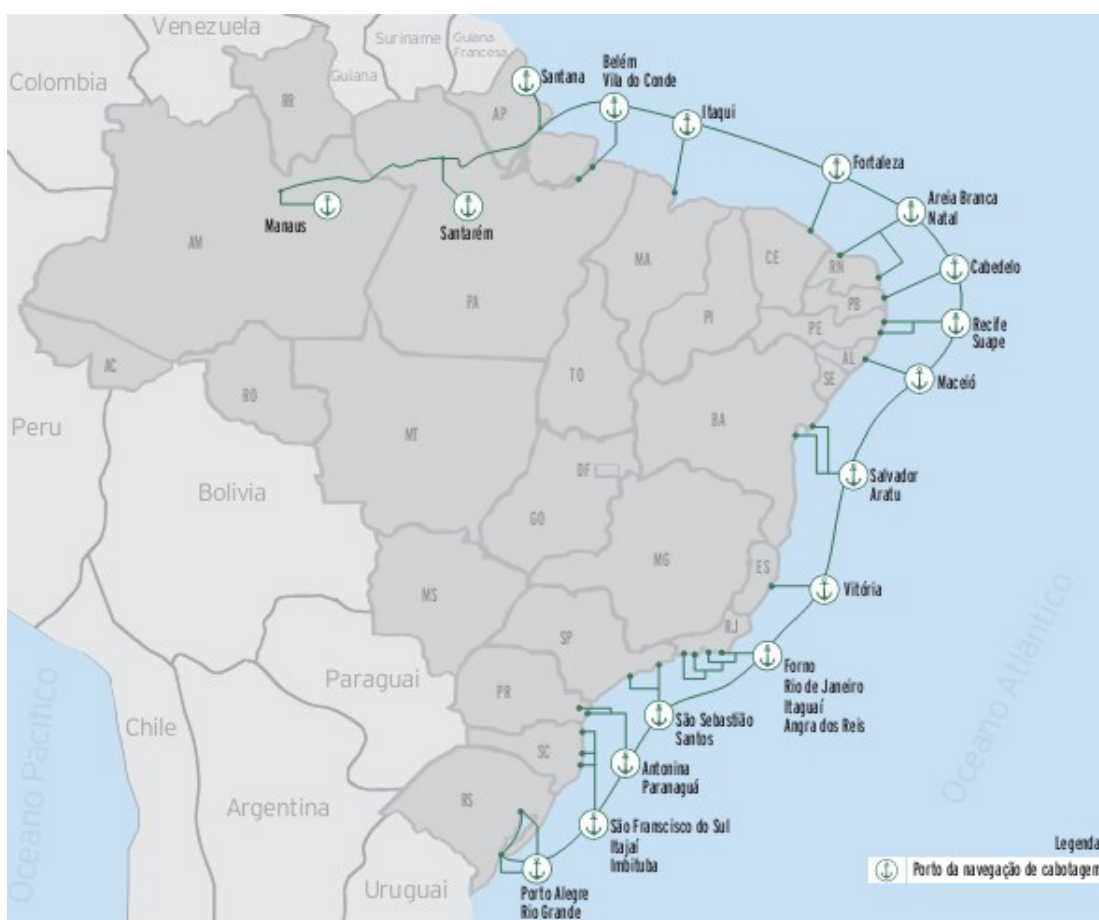 Venezuela
Suriname
Guiana
Francesa
Colombia
Guiana
RR
AP
Santana
Belém
Vila do Conde
Itaqui
Fortaleza
Areia Branca
Natal
Manaus
Santarém
AM
PA
MA
CE
RN
Cabedelo
PB
PI
PE
Recife
Suape
AC
AL
SE
Maceió
RO
TO
Peru
MT
BA
Bolivia
DF
Salvador
Aratu
GO
MG
ES
Vitória
MS
SP
RJ
Paraguai
PR
Forno
Rio de Janeiro
Itaguaí
Angra dos Reis
São Sebastião
Santos
Oceano Atlântico
Oceano Pacífico
Chile
SC
Antonina
Paranaguá
RS
Argentina
São Franscisco do Sul
Itajaí
Imbituba
Uruguai
Porto Alegre
Rio Grande
Legenda
Porto da navegação de cabotagem